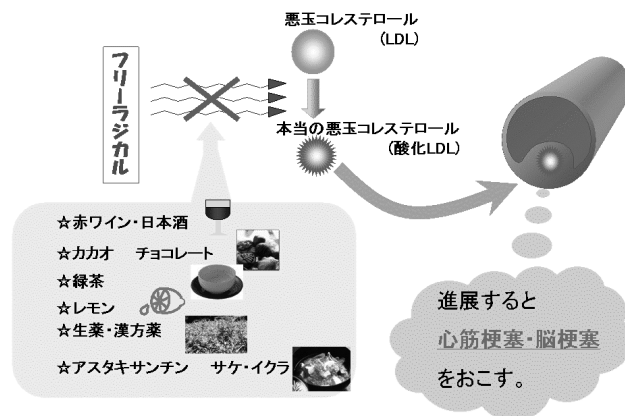 悪玉コレステロール
(LDL)
フリーラジカル
本当の悪玉コレステロール
(酸化LDL)
☆赤ワイン・日本酒
☆カカオ チョコレート
☆緑茶
☆レモン
☆生薬・漢方薬
☆アスタキサンチン サケ・イクラ
進展すると
心筋梗塞・脳梗塞
をおこす。